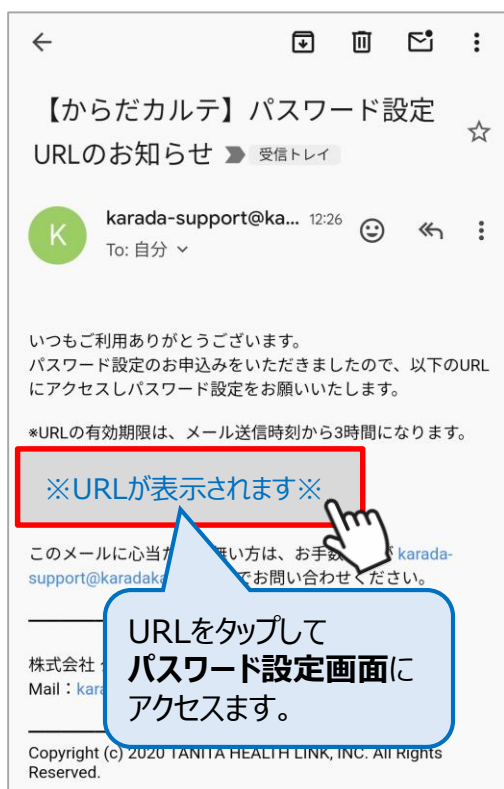 【からだカルテ】パスワード設定
URLのお知らせ 受信トレイ
K
karada-support@ka... 12:26
To: 自分
いつもご利用ありがとうございます。
パスワード設定のお申込みをいただきましたので、以下のURL
にアクセスしパスワード設定をお願いいたします。
*URLの有効期限は、メール送信時刻から3時間になります。
※URLが表示されます※
このメールに心当た 無い方は、お手数 karada-
support@karadaka でお問い合わせください。
URLをタップして
パスワード設定画面に
アクセスます。
株式会社
Mail：kara
Copyright (c) 2020 TANITA HEALTH LINK, INC. All Rights
Reserved.